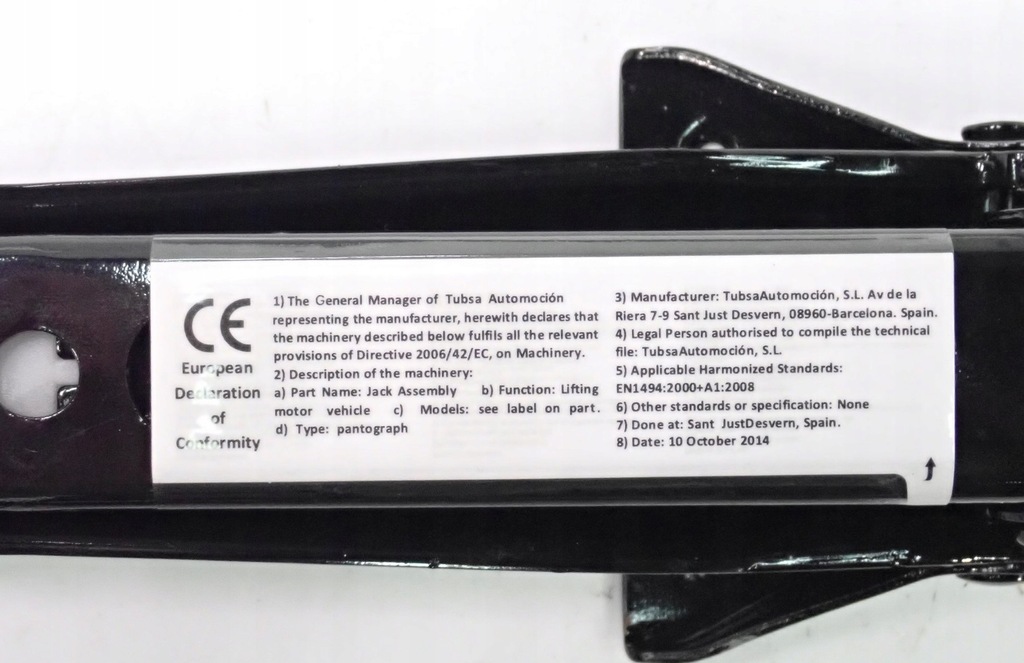 CE
European
Declaration
of
Conformity
1) The General Manager of Tubsa Automoción
representing the manufacturer, herewith declares that
the machinery described below fulfils all the relevant
provisions of Directive 2006/42/EC, on Machinery.
2) Description of the machinery:
a) Part Name: Jack Assembly b) Function: Lifting
motor vehicle c) Models: see label on part.
d) Type: pantograph
3) Manufacturer: TubsaAutomoción, S.L. Av de la
Riera 7-9 Sant Just Desvern, 08960-Barcelona. Spain.
4) Legal Person authorised to compile the technical
file: TubsaAutomoción, S.L.
5) Applicable Harmonized Standards:
EN1494:2000+A1:2008
6) Other standards or specification: None
7) Done at: Sant JustDesvern, Spain.
8) Date: 10 October 2014